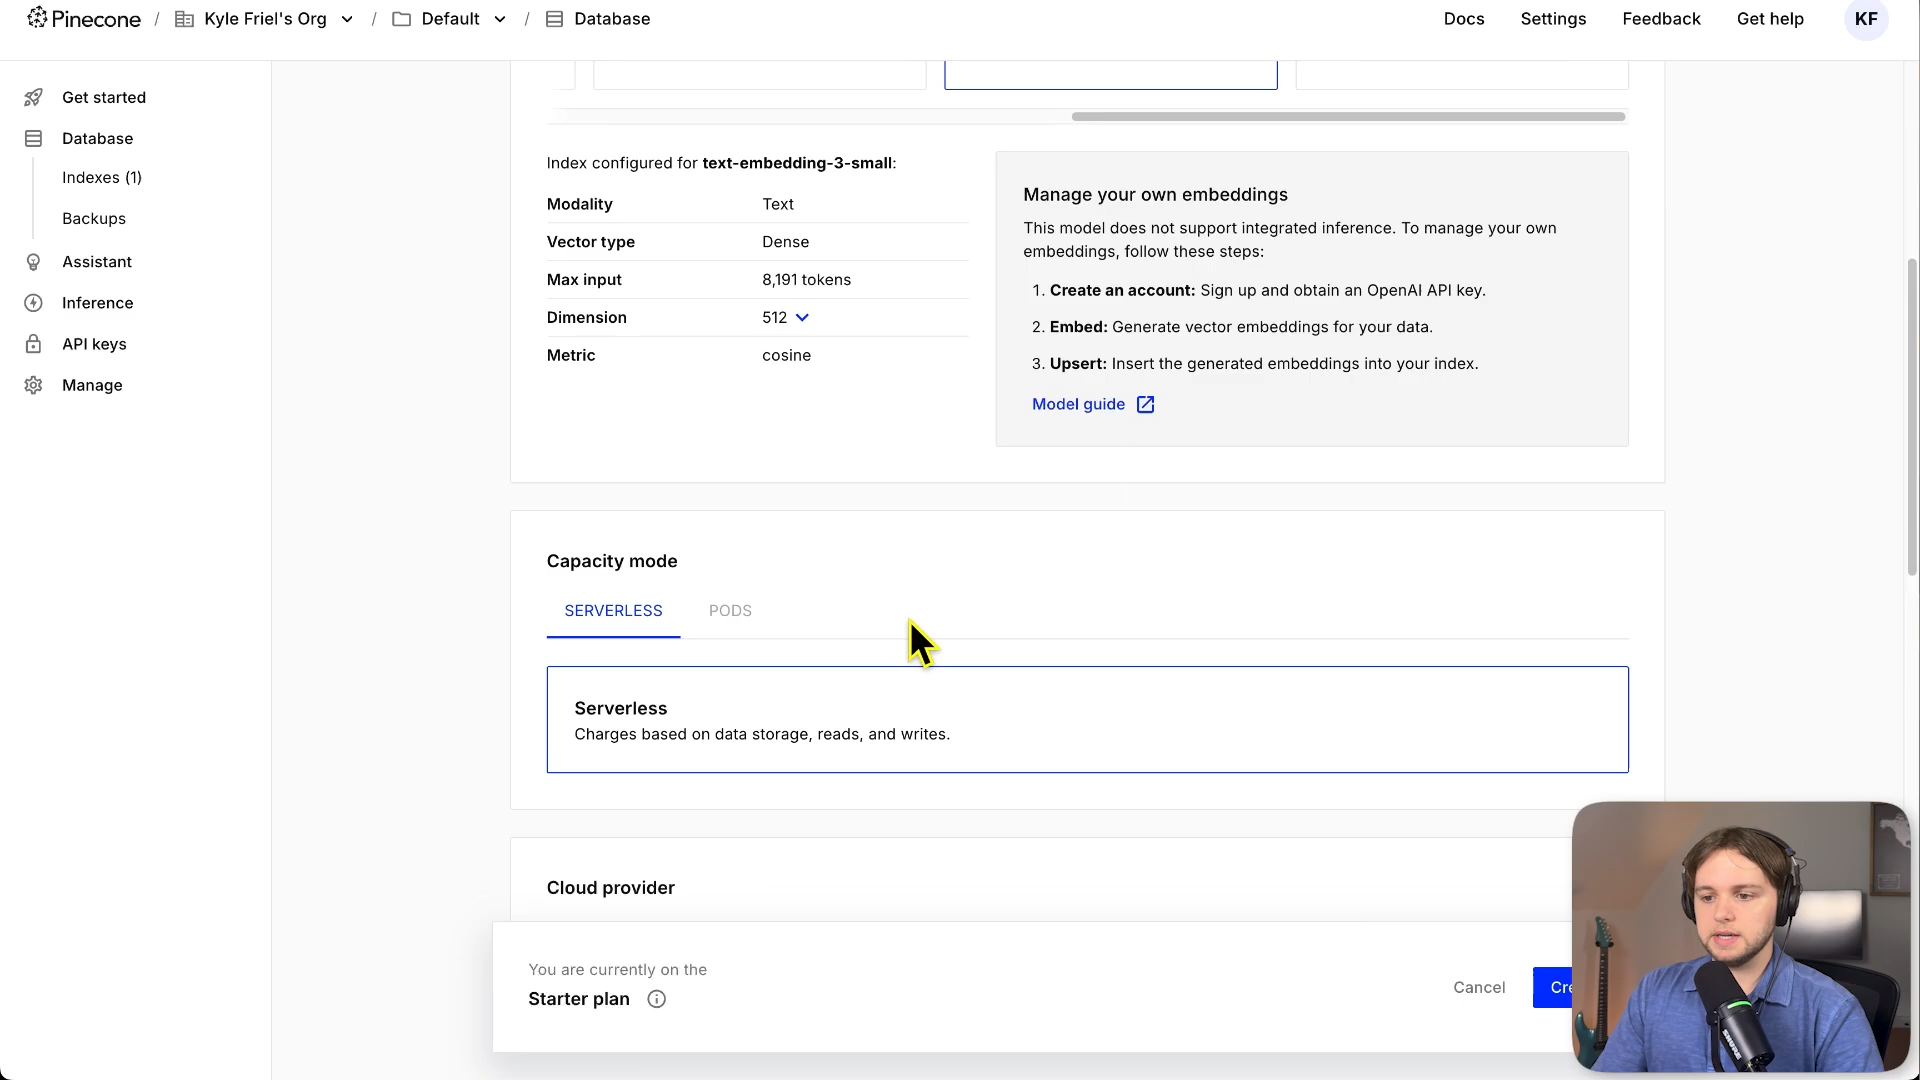 Pinecone / Kyle Friel's Org / Default / Database
Docs Settings Feedback Get help KF
Get started
Database
Indexes (1)
Backups
Assistant
Inference
API keys
Manage
Index configured for text-embedding-3-small:
Modality Text
Vector type Dense
Max input 8,191 tokens
Dimension 512
Metric cosine
Manage your own embeddings
This model does not support integrated inference. To manage your own
embeddings, follow these steps:
1. Create an account: Sign up and obtain an OpenAI API key.
2. Embed: Generate vector embeddings for your data.
3. Upsert: Insert the generated embeddings into your index.
Model guide
Capacity mode
SERVERLESS PODS
Serverless
Charges based on data storage, reads, and writes.
Cloud provider
You are currently on the
Starter plan
Cancel Cre
SHURE